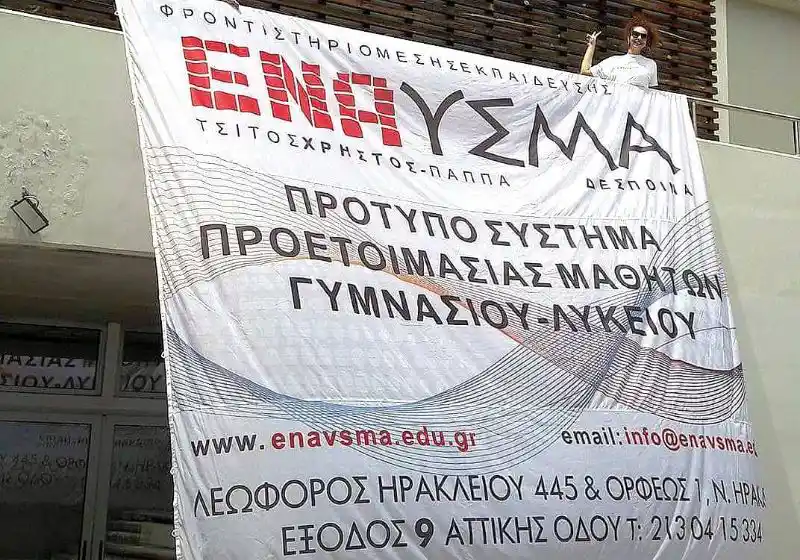 ΦΡΟΝΤΙΣΤΗΡΙΟ ΜΕΣΗΣ ΕΚΠΑΙΔΕΥΣΗΣ
ΕΝΑΥΣΜΑ
ΤΣΙΤΟΣ ΧΡΗΣΤΟΣ-ΠΑΠΠΑ ΔΕΣΠΟΙΝΑ
ΠΡΟΤΥΠΟ ΣΥΣΤΗΜΑ
ΠΡΟΕΤΟΙΜΑΣΙΑΣ ΜΑΘΗΤΩΝ
ΓΥΜΝΑΣΙΟΥ-ΛΥΚΕΙΟΥ
www. enavsma.edu.gr email: info@enavsma.e
ΛΕΩΦΟΡΟΣ ΗΡΑΚΛΕΙΟΥ 445 & ΟΡΦΕΩΣ 1, Ν. ΗΡΑΚ
ΕΞΟΔΟΣ 9 ΑΤΤΙΚΗΣ ΟΔΟΥ Τ: 213 04 15 334